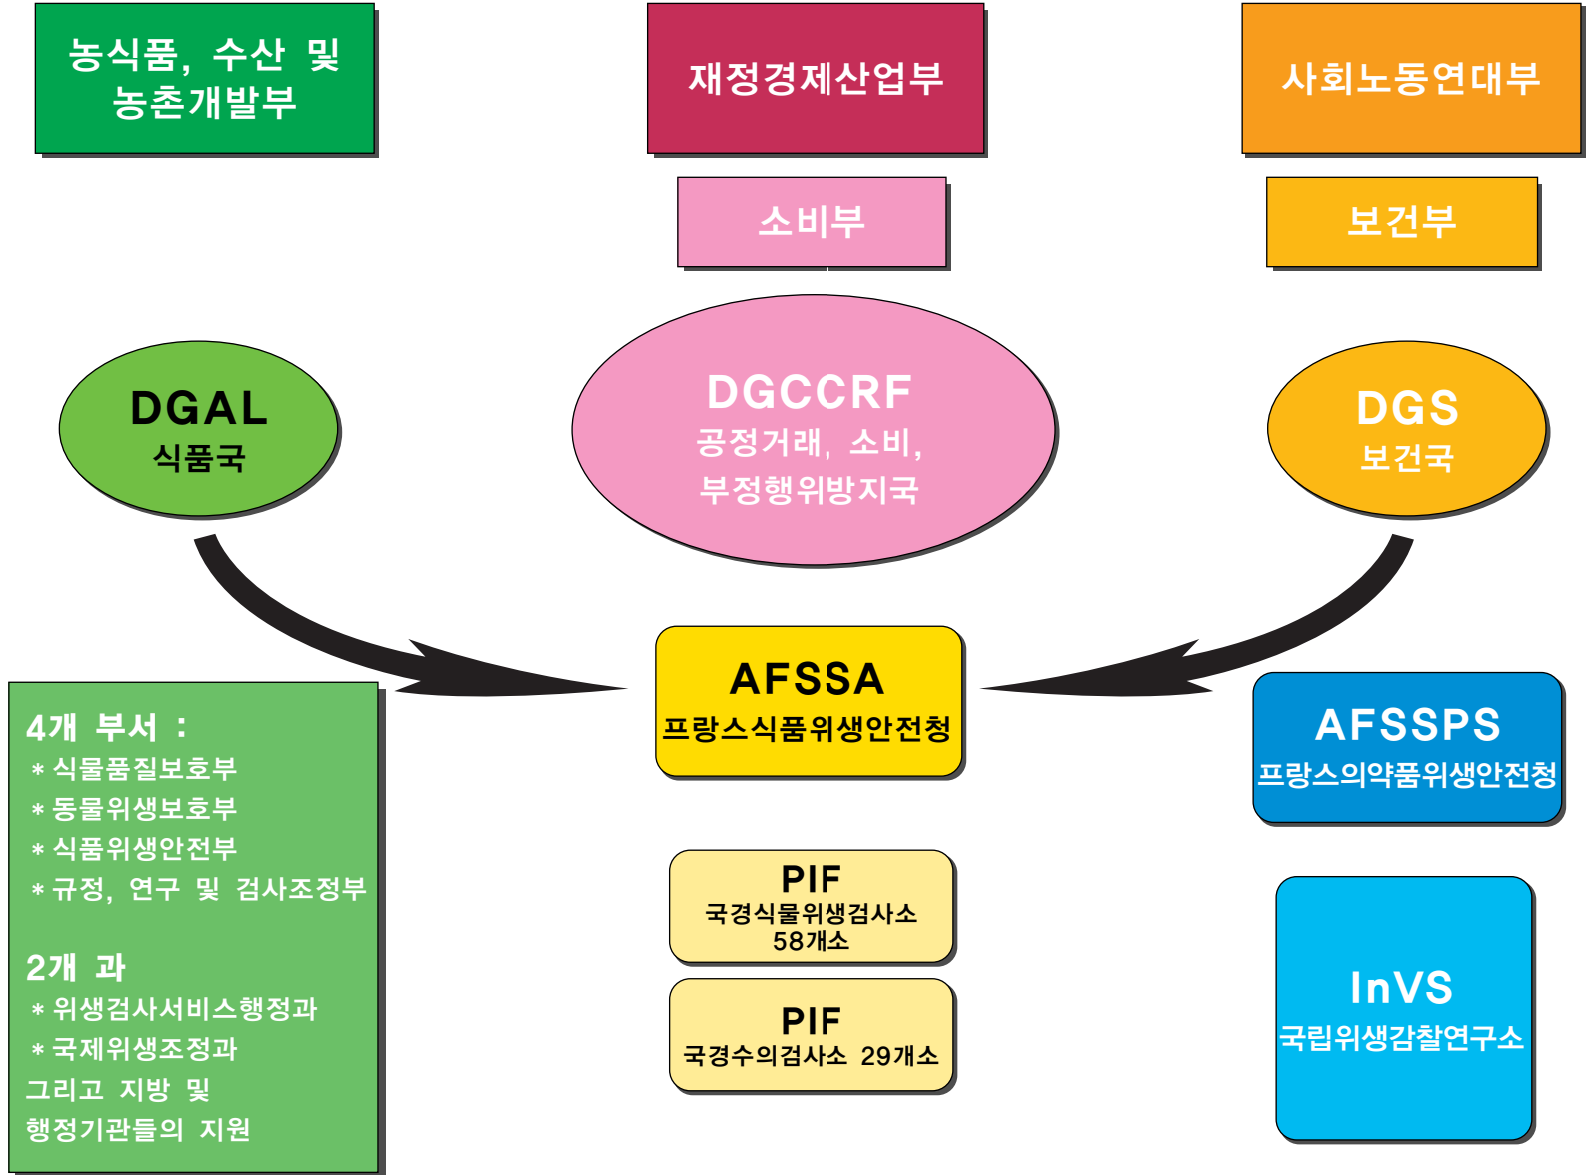 농식품, 수산 및
농촌개발부
재정경제산업부
사회노동연대부
소비부
보건부
DGAL
식품국
DGCCRF
공정거래, 소비,
부정행위방지국
DGS
보건국
AFSSA
프랑스식품위생안전청
AFSSPS
프랑스의약품위생안전청
4개 부서 :
* 식물품질보호부
* 동물위생보호부
* 식품위생안전부
* 규정, 연구 및 검사조정부
2개 과
* 위생검사서비스행정과
* 국제위생조정과
그리고 지방 및
행정기관들의 지원
PIF
국경식물위생검사소
58개소
PIF
국경수의검사소 29개소
InVS
국립위생감찰연구소